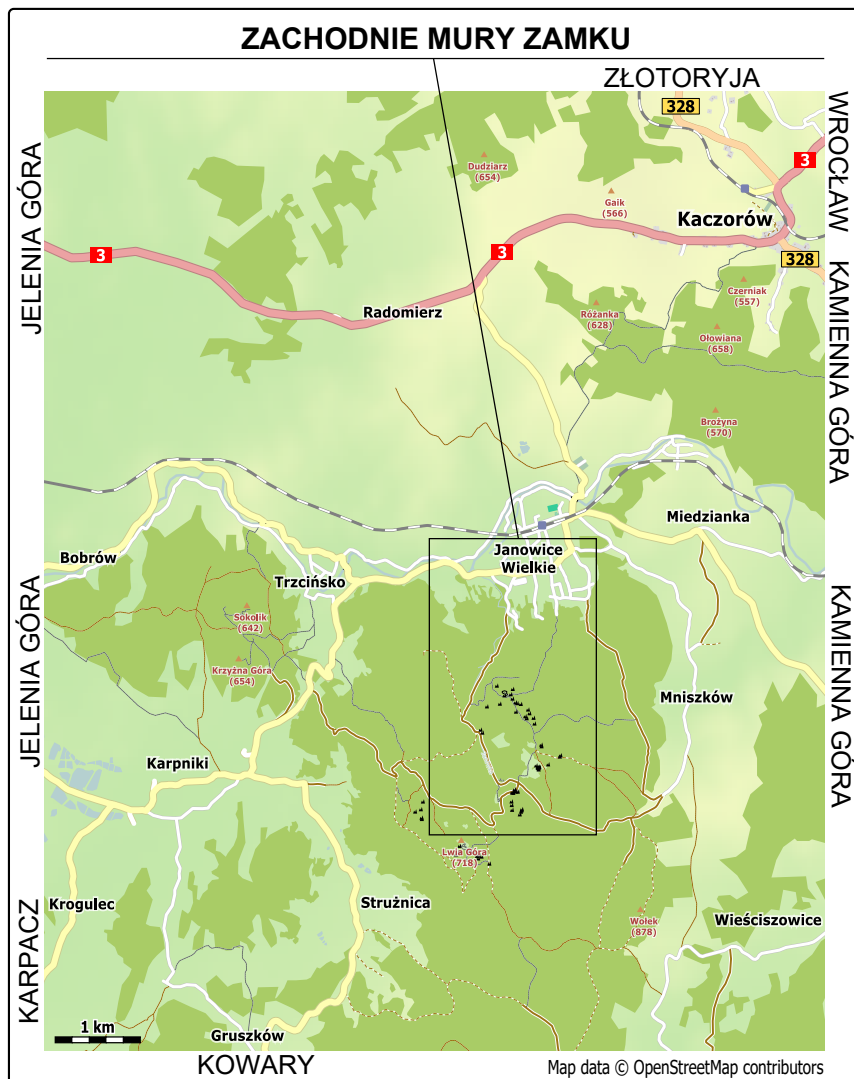 ZACHODNIE MURY ZAMKU
ZŁOTORYJA
328
WROCŁAW
3
Dudziarz
(654)
JELENIA GÓRA
Gaik
(566)
Kaczorów
3
3
328
KAMIENNA GÓRA
Czerniak
(557)
Różanka
(628)
Radomierz
Ołowiana
(658)
Brożyna
(570)
Miedzianka
Janowice
Wielkie
Bobrów
Trzcińsko
JELENIA GÓRA
KAMIENNA GÓRA
Sokolik
(642)
Krzyżna Góra
(654)
Mniszków
Karpniki
Lwia Góra
(718)
KARPACZ
Krogulec
Strużnica
Wołek
(878)
Wieściszowice
1 km
Gruszków
KOWARY
Map data © OpenStreetMap contributors